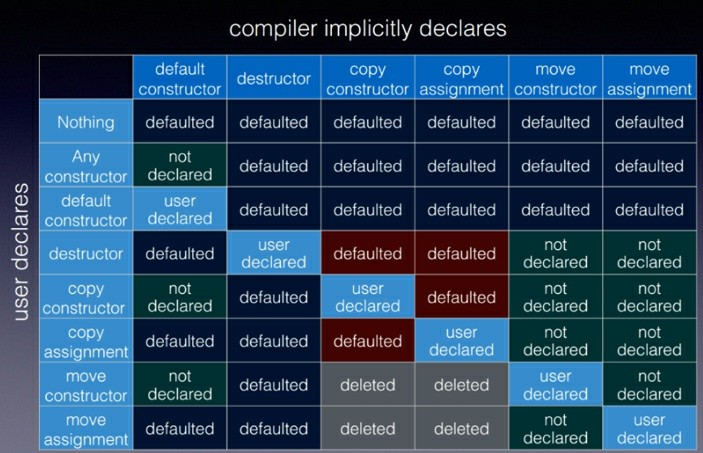 compiler implicitly declares
default constructor destructor copy constructor copy assignment move constructor move assignment
user declares
Nothing defaulted defaulted defaulted defaulted defaulted defaulted
Any constructor not declared defaulted defaulted defaulted defaulted defaulted
default constructor user declared defaulted defaulted defaulted defaulted defaulted
destructor defaulted user declared defaulted defaulted not declared not declared
copy constructor not declared defaulted user declared defaulted not declared not declared
copy assignment defaulted defaulted defaulted user declared not declared not declared
move constructor not declared defaulted deleted deleted user declared not declared
move assignment defaulted defaulted deleted deleted not declared user declared